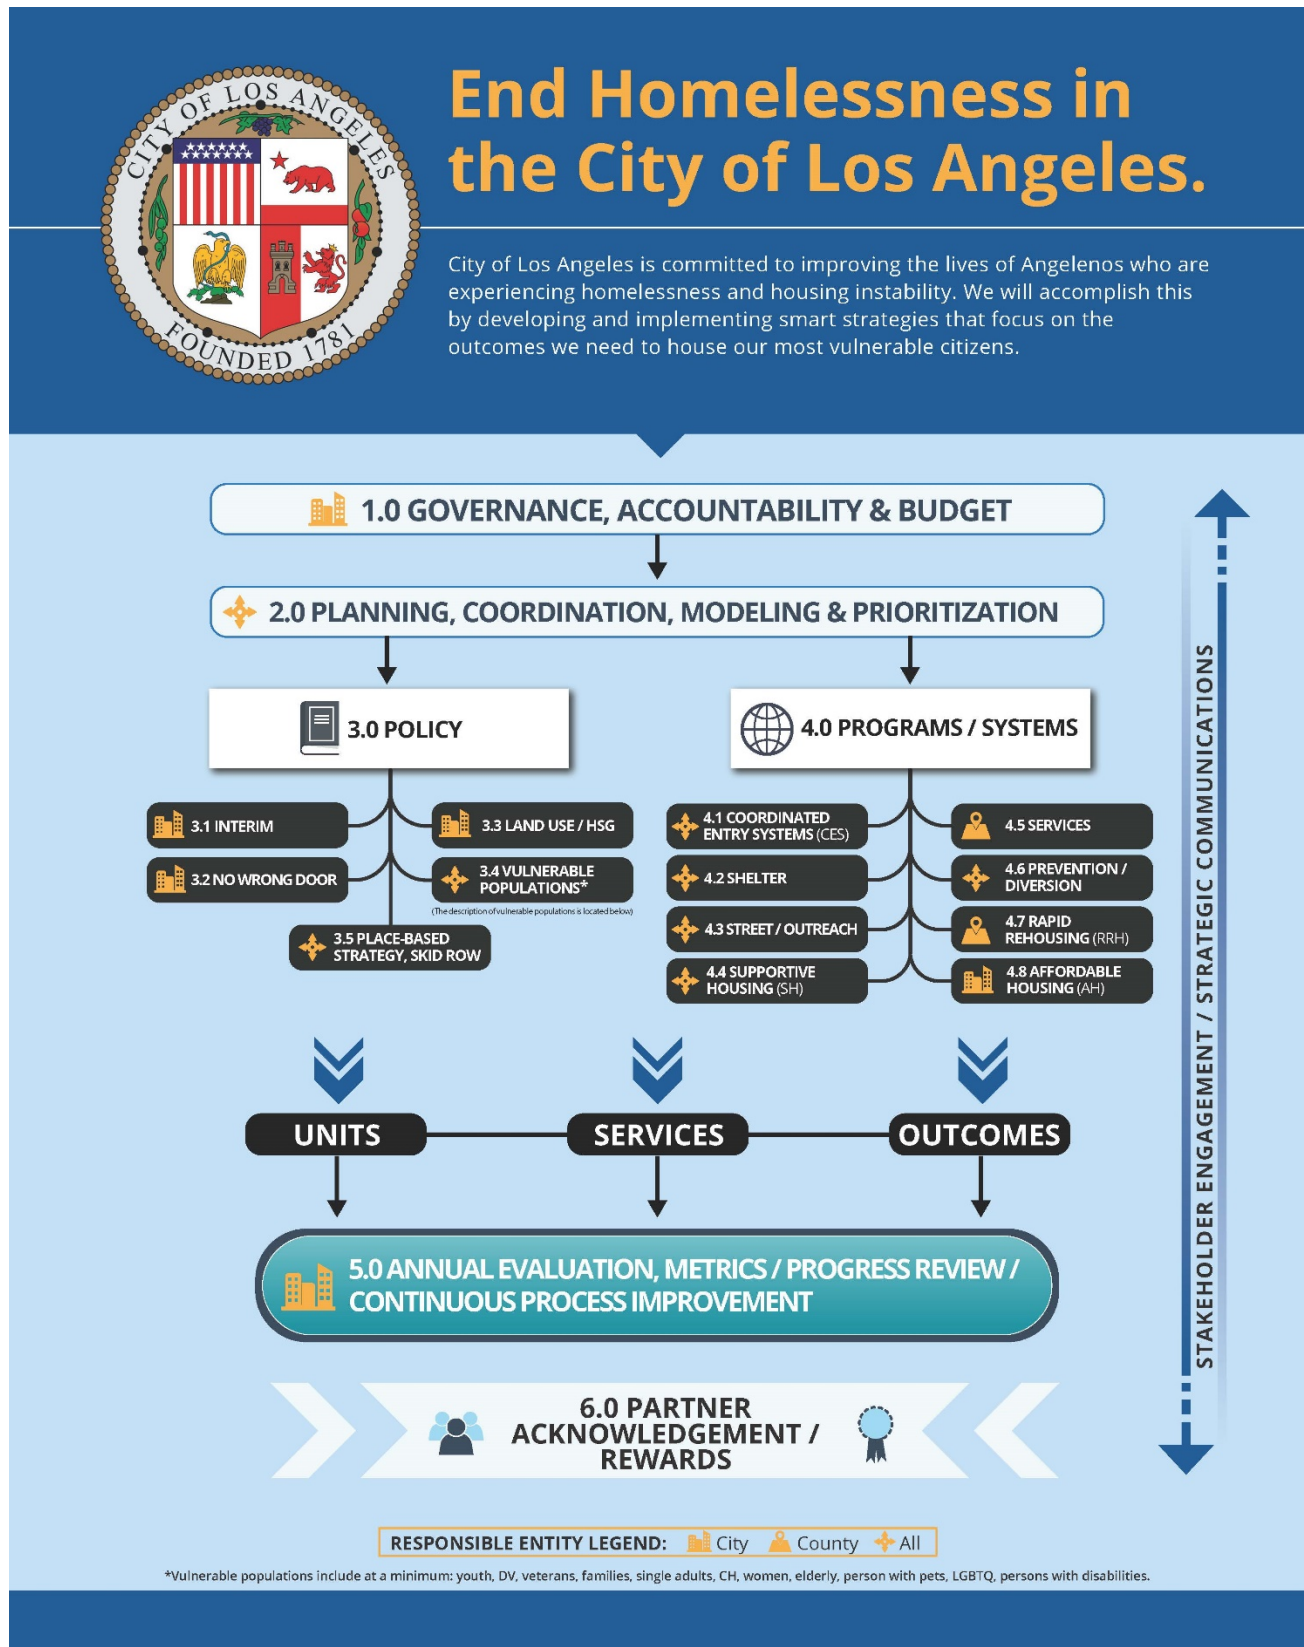 CITY OF LOS ANGELES
FOUNDED 1781
End Homelessness in
the City of Los Angeles.
City of Los Angeles is committed to improving the lives of Angelenos who are
experiencing homelessness and housing instability. We will accomplish this
by developing and implementing smart strategies that focus on the
outcomes we need to house our most vulnerable citizens.
1.0 GOVERNANCE, ACCOUNTABILITY & BUDGET
2.0 PLANNING, COORDINATION, MODELING & PRIORITIZATION
3.0 POLICY
3.1 INTERIM
3.3 LAND USE / HSG
3.2 NO WRONG DOOR
3.4 VULNERABLE
POPULATIONS*
(The description of vulnerable populations is located below)
3.5 PLACE-BASED
STRATEGY, SKID ROW
4.0 PROGRAMS / SYSTEMS
4.1 COORDINATED
ENTRY SYSTEMS (CES)
4.5 SERVICES
4.2 SHELTER
4.6 PREVENTION /
DIVERSION
4.3 STREET / OUTREACH
4.7 RAPID
REHOUSING (RRH)
4.4 SUPPORTIVE
HOUSING (SH)
4.8 AFFORDABLE
HOUSING (AH)
UNITS
SERVICES
OUTCOMES
5.0 ANNUAL EVALUATION, METRICS / PROGRESS REVIEW /
CONTINUOUS PROCESS IMPROVEMENT
6.0 PARTNER
ACKNOWLEDGEMENT /
REWARDS
STAKEHOLDER ENGAGEMENT / STRATEGIC COMMUNICATIONS
RESPONSIBLE ENTITY LEGEND: City County All
*Vulnerable populations include at a minimum: youth, DV, veterans, families, single adults, CH, women, elderly, person with pets, LGBTQ, persons with disabilities.